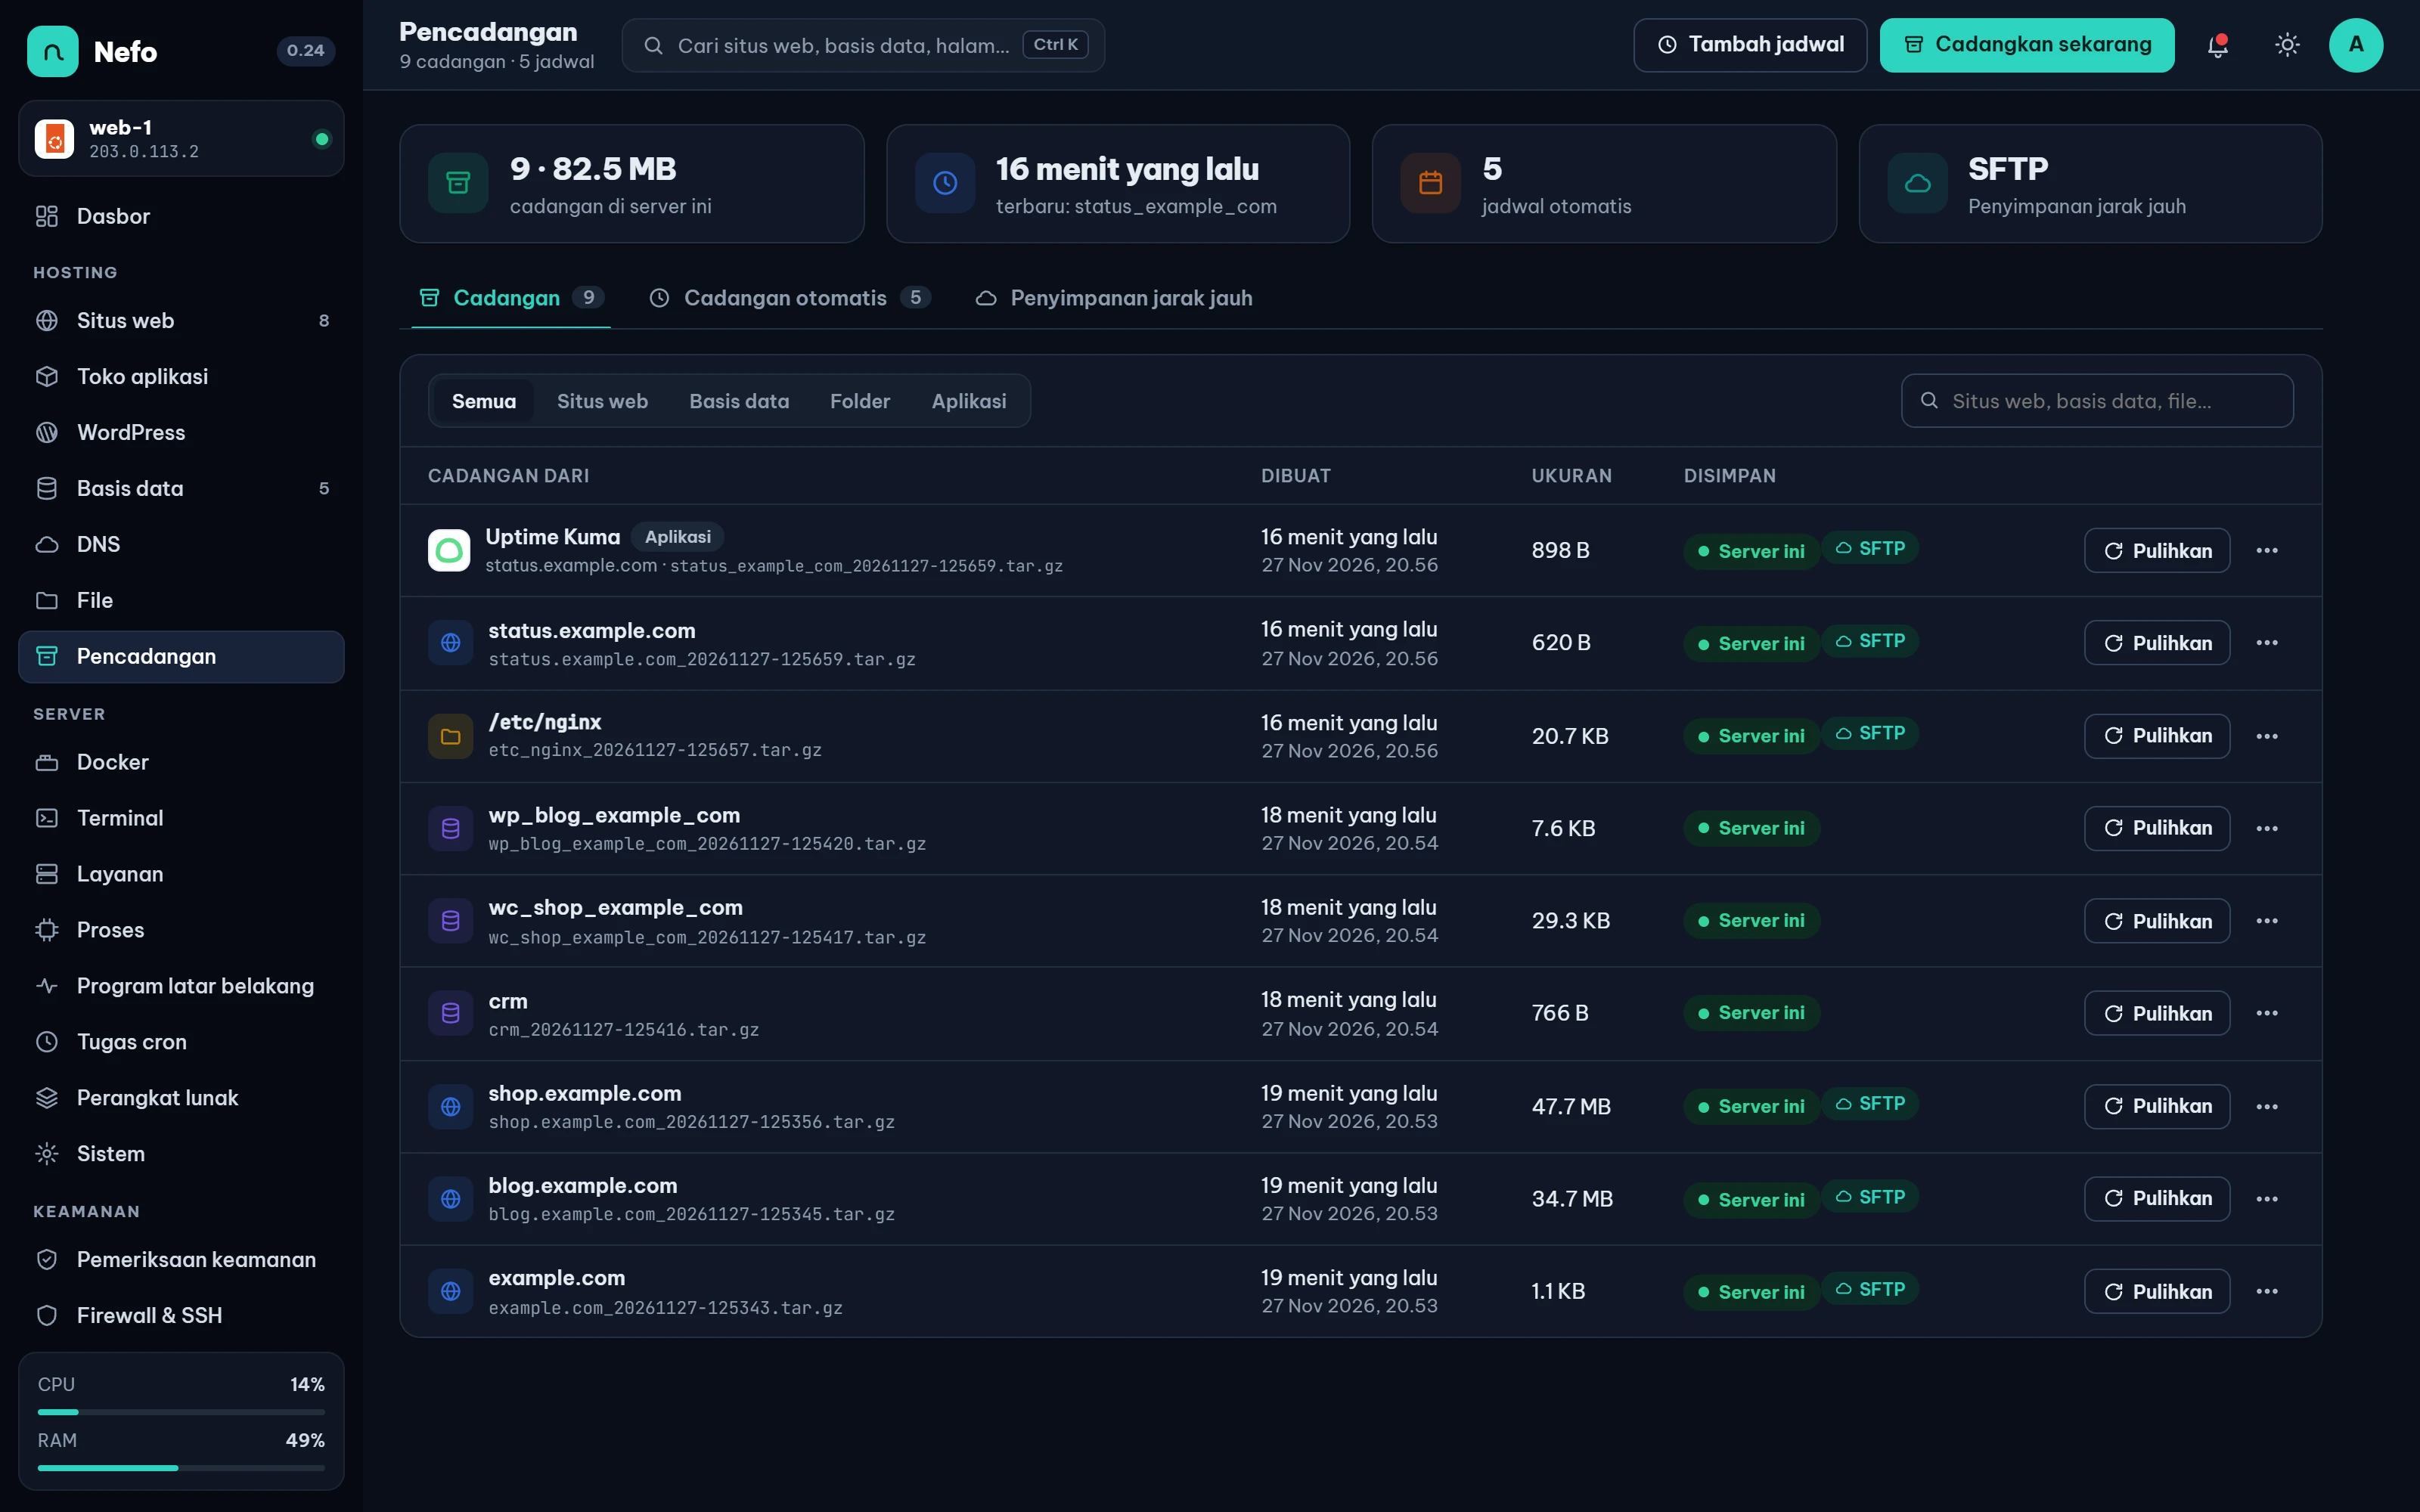 Nefo
0.24
web-1
203.0.113.2
Dasbor
HOSTING
Situs web 8
Toko aplikasi
WordPress
Basis data 5
DNS
File
Pencadangan
SERVER
Docker
Terminal
Layanan
Proses
Program latar belakang
Tugas cron
Perangkat lunak
Sistem
KEAMANAN
Pemeriksaan keamanan
Firewall & SSH
CPU 14%
RAM 49%
Pencadangan
9 cadangan · 5 jadwal
Cari situs web, basis data, halam... Ctrl K
Tambah jadwal
Cadangkan sekarang
A
9 · 82.5 MB
cadangan di server ini
16 menit yang lalu
terbaru: status_example_com
5
jadwal otomatis
SFTP
Penyimpanan jarak jauh
Cadangan 9
Cadangan otomatis 5
Penyimpanan jarak jauh
Semua Situs web Basis data Folder Aplikasi
Situs web, basis data, file...
CADANGAN DARI DIBUAT UKURAN DISIMPAN
Uptime Kuma Aplikasi
status.example.com · status_example_com_20261127-125659.tar.gz
16 menit yang lalu
27 Nov 2026, 20.56
898 B
Server ini SFTP
Pulihkan
status.example.com
status.example.com_20261127-125659.tar.gz
16 menit yang lalu
27 Nov 2026, 20.56
620 B
Server ini SFTP
Pulihkan
/etc/nginx
etc_nginx_20261127-125657.tar.gz
16 menit yang lalu
27 Nov 2026, 20.56
20.7 KB
Server ini SFTP
Pulihkan
wp_blog_example_com
wp_blog_example_com_20261127-125420.tar.gz
18 menit yang lalu
27 Nov 2026, 20.54
7.6 KB
Server ini
Pulihkan
wc_shop_example_com
wc_shop_example_com_20261127-125417.tar.gz
18 menit yang lalu
27 Nov 2026, 20.54
29.3 KB
Server ini
Pulihkan
crm
crm_20261127-125416.tar.gz
18 menit yang lalu
27 Nov 2026, 20.54
766 B
Server ini
Pulihkan
shop.example.com
shop.example.com_20261127-125356.tar.gz
19 menit yang lalu
27 Nov 2026, 20.53
47.7 MB
Server ini SFTP
Pulihkan
blog.example.com
blog.example.com_20261127-125345.tar.gz
19 menit yang lalu
27 Nov 2026, 20.53
34.7 MB
Server ini SFTP
Pulihkan
example.com
example.com_20261127-125343.tar.gz
19 menit yang lalu
27 Nov 2026, 20.53
1.1 KB
Server ini SFTP
Pulihkan